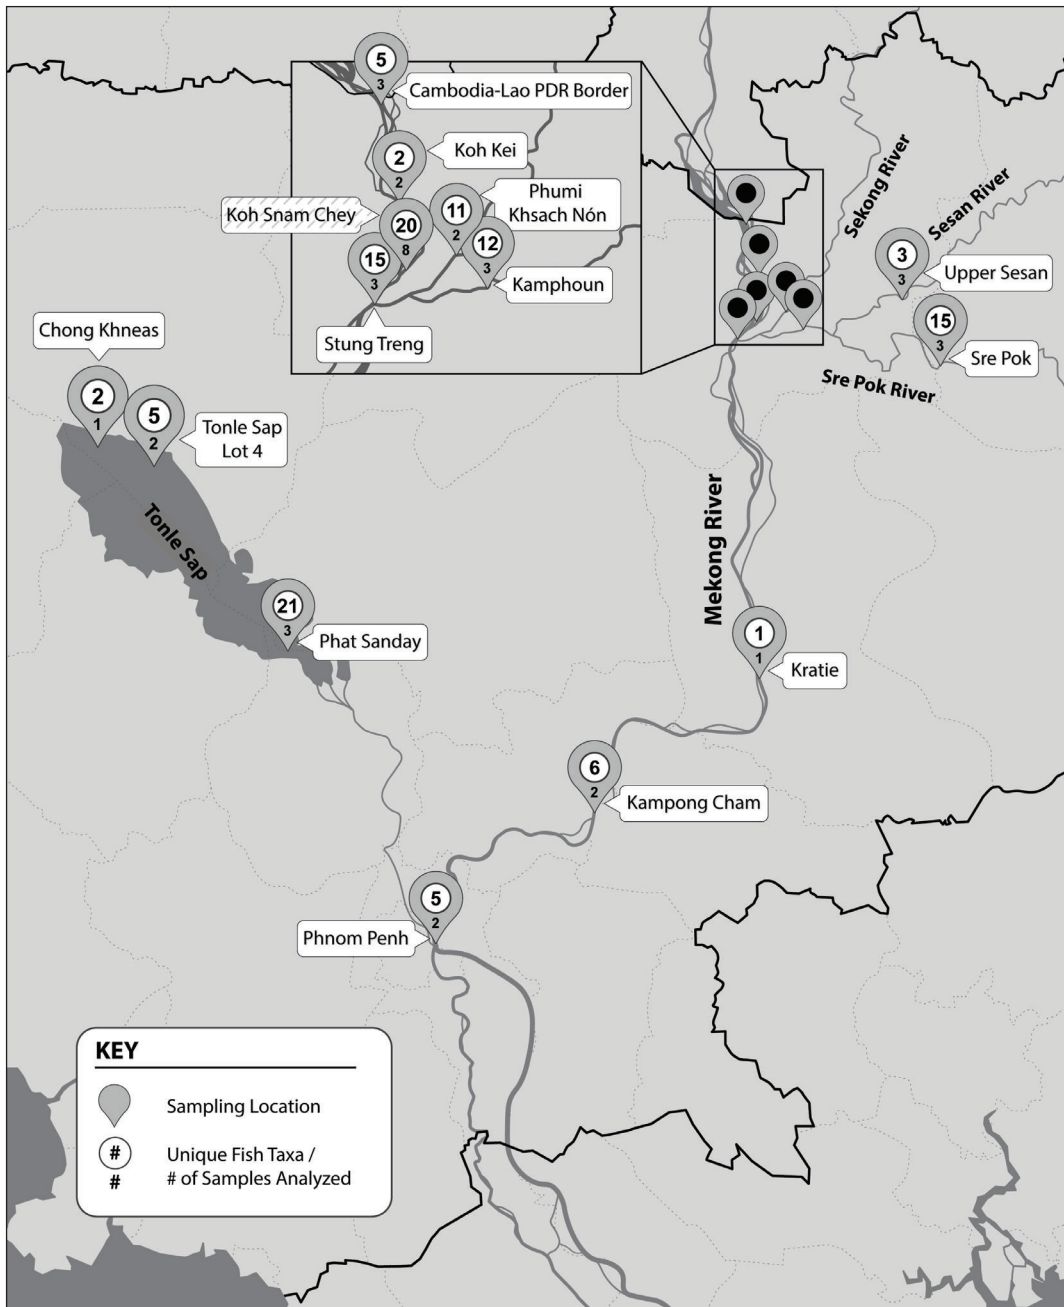 5
3
Cambodia-Lao PDR Border
2
2
Koh Kei
Koh Snam Chey
20
8
11
2
Phumi
Khsach Nón
12
3
Kamphoun
15
3
Stung Treng
Sekong River
Sesan River
3
3
Upper Sesan
15
3
Sre Pok
Sre Pok River
Chong Khneas
2
1
5
2
Tonle Sap
Lot 4
Tonle Sap
21
3
Phat Sanday
Mekong River
1
1
Kratie
6
2
Kampong Cham
5
2
Phnom Penh
KEY
Sampling Location
#
#
Unique Fish Taxa /
# of Samples Analyzed